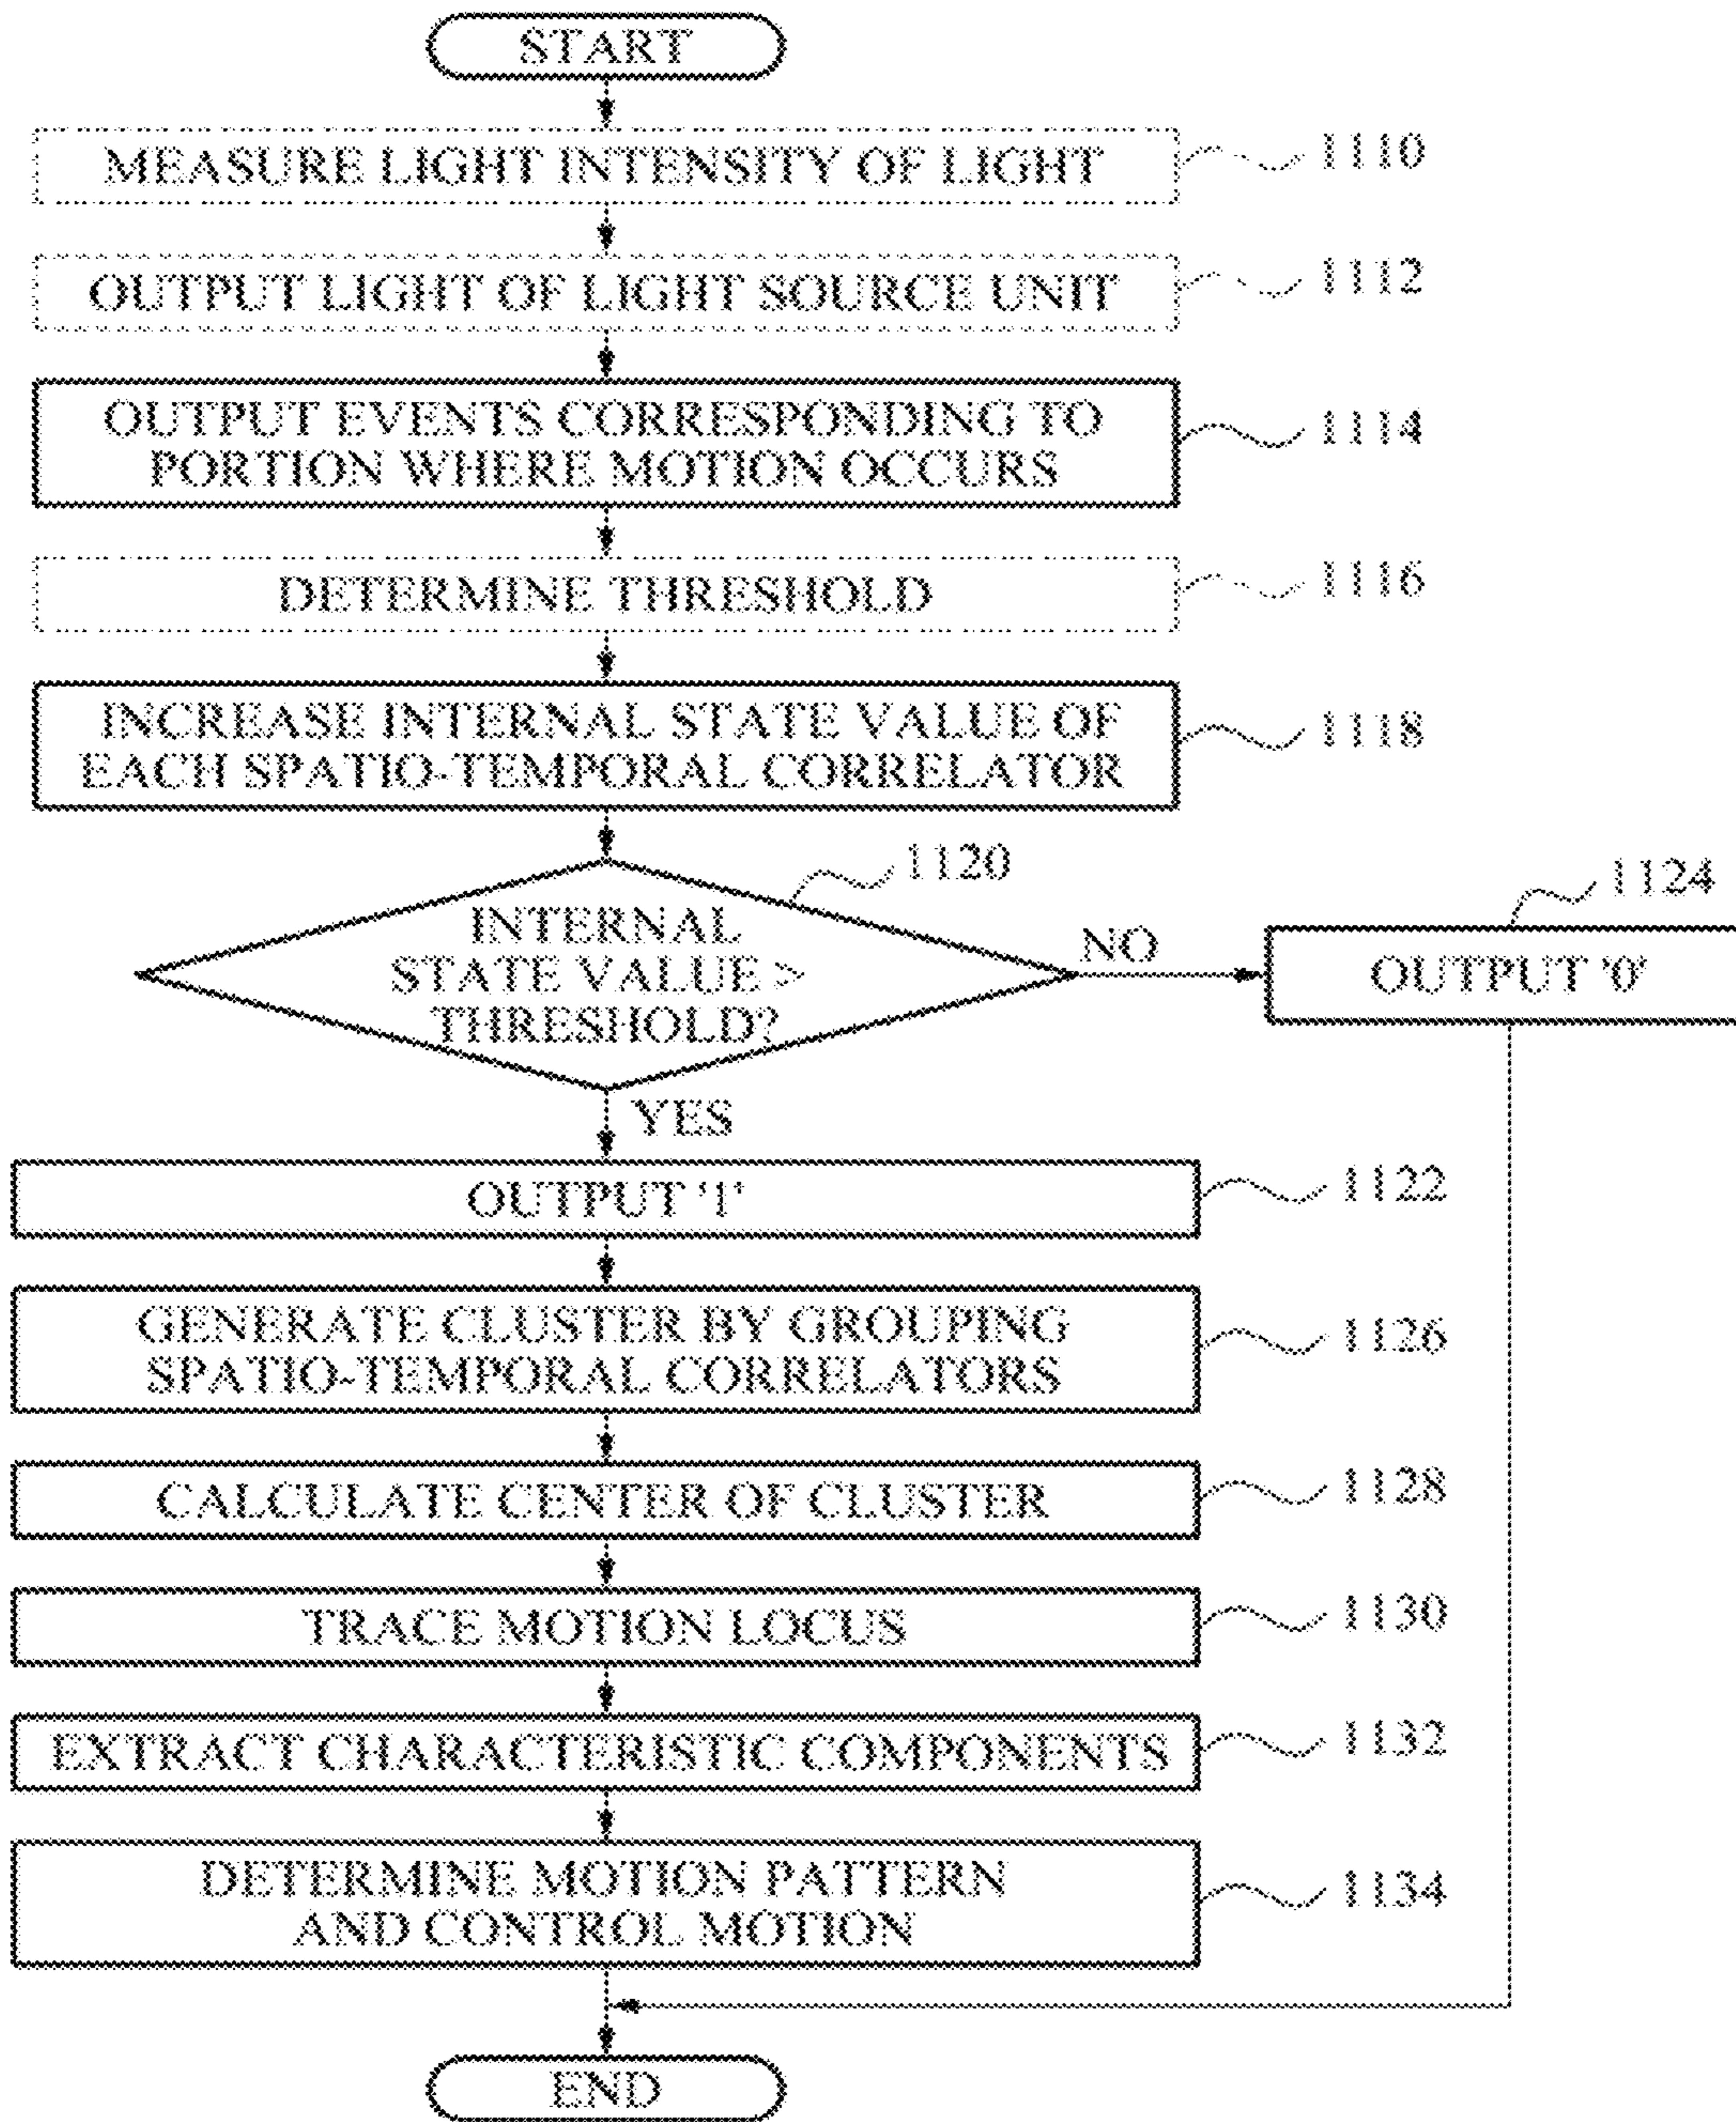 START
MEASURE LIGHT INTENSITY OF LIGHT
1110
OUTPUT LIGHT OF LIGHT SOURCE UNIT
1112
OUTPUT EVENTS CORRESPONDING TO
PORTION WHERE MOTION OCCURS
1114
DETERMINE THRESHOLD
1116
INCREASE INTERNAL STATE VALUE OF
EACH SPATIO-TEMPORAL CORRELATOR
1118
1120
INTERNAL
STATE VALUE >
THRESHOLD?
NO
1124
OUTPUT '0'
YES
OUTPUT '1'
1122
GENERATE CLUSTER BY GROUPING
SPATIO-TEMPORAL CORRELATORS
1126
CALCULATE CENTER OF CLUSTER
1128
TRACE MOTION LOCUS
1130
EXTRACT CHARACTERISTIC COMPONENTS
1132
DETERMINE MOTION PATTERN
AND CONTROL MOTION
1134
END